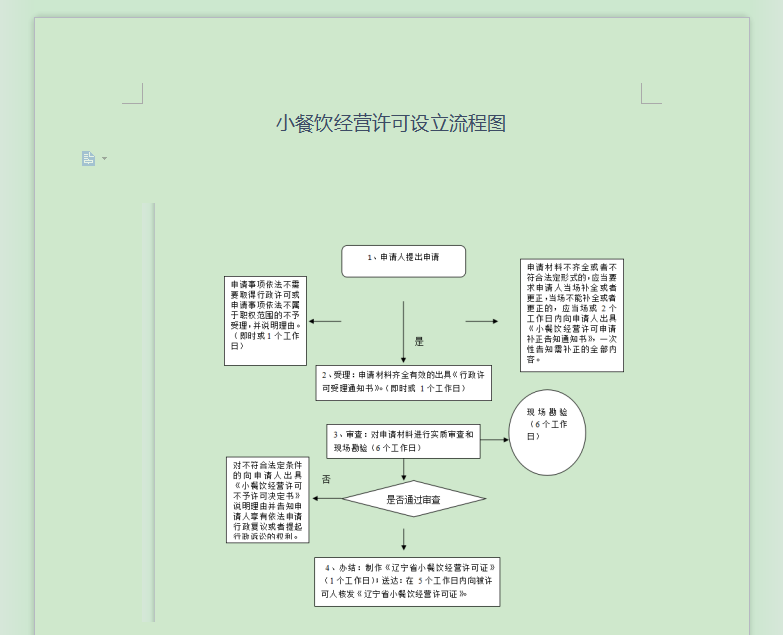 小餐饮经营许可设立流程图
1、申请人提出申请
申请事项依法不需
要取得行政许可或
申请事项依法不属
于职权范围的不予
受理,并说明理由。
（即时或1个工作
日）
申请材料不齐全或者不
符合法定形式的,应当要
求申请人当场补全或者
更正,当场不能补全或者
更正的，应当场或 2 个
工作日内向申请人出具
《小餐饮经营许可申请
补正告知通知书》，一次
性告知需补正的全部内
容。
是
2、受理：申请材料齐全有效的出具《行政许
可受理通知书》。（即时或 1个工作日）
3、审查：对申请材料进行实质审查和
现场勘验（6个工作日）
现场勘验
（6个工作
日）
对不符合法定条件
的向申请人出具
《小餐饮经营许可
不予许可决定书》
说明理由并告知申
请人享有依法申请
行政复议或者提起
行政诉讼的权利。
否
是否通过审查
4、办结：制作《辽宁省小餐饮经营许可证》
（1个工作日）；送达：在 5个工作日内向被许
可人核发《辽宁省小餐饮经营许可证》。